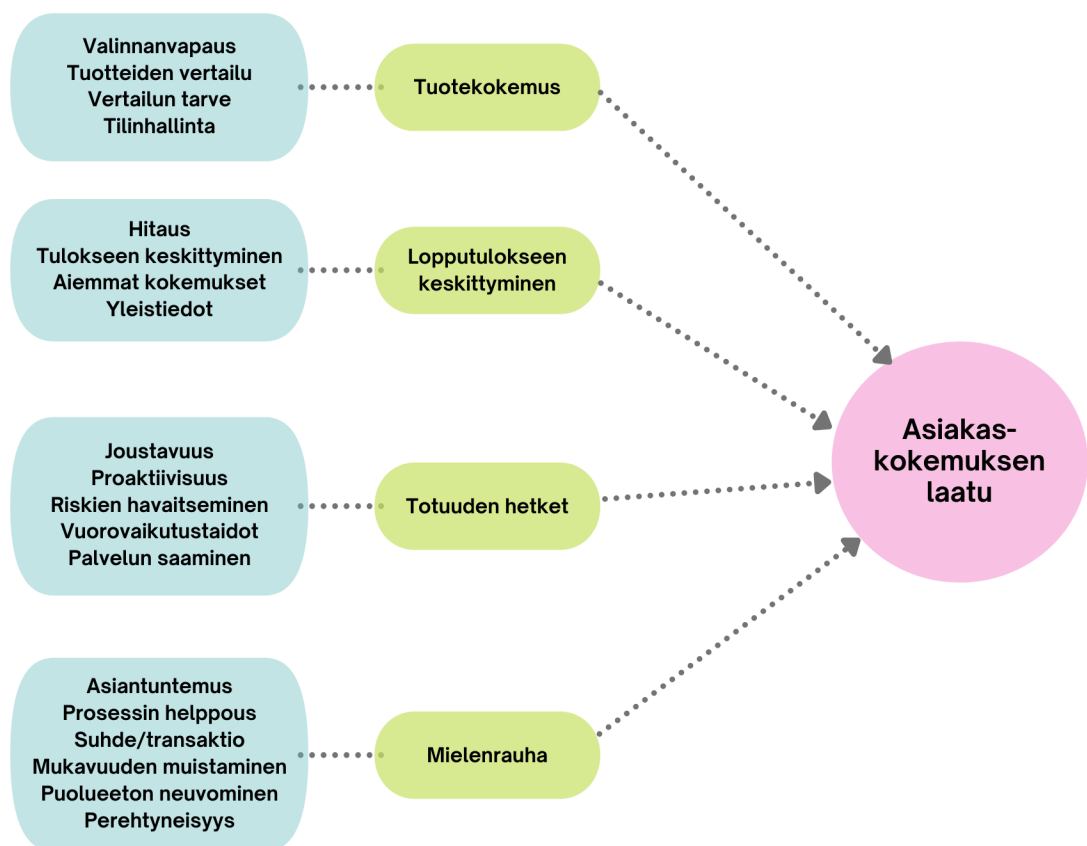 Valinnanvapaus
Tuotteiden vertailu
Vertailun tarve
Tilinhallinta
Tuotekokemus
Hitaus
Tulokseen keskittyminen
Aiemmat kokemukset
Yleistiedot
Lopputulokseen
keskittyminen
Joustavuus
Proaktiivisuus
Riskien havaitseminen
Vuorovaikutustaidot
Palvelun saaminen
Totuuden hetket
Asiantuntemus
Prosessin helppous
Suhde/transaktio
Mukavuuden muistaminen
Puolueeton neuvominen
Perehtyneisyys
Mielenrauha
Asiakas-
kokemuksen
laatu